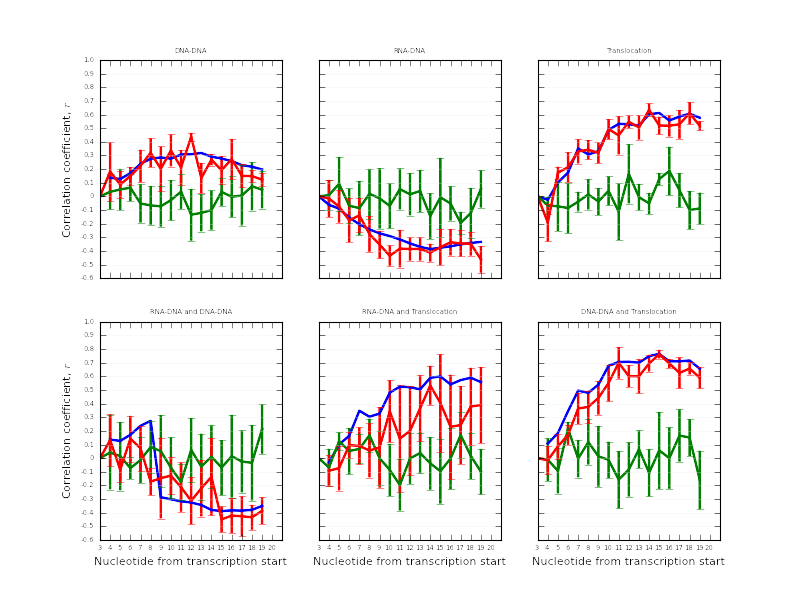 DNA-DNA
RNA-DNA
Translocation
1.0
0.9
0.8
0.7
0.6
0.5
0.4
0.3
0.2
0.1
0
-0.1
-0.2
-0.3
-0.4
-0.5
-0.6
Correlation coefficient, r
RNA-DNA and DNA-DNA
RNA-DNA and Translocation
DNA-DNA and Translocation
1.0
0.9
0.8
0.7
0.6
0.5
0.4
0.3
0.2
0.1
0
-0.1
-0.2
-0.3
-0.4
-0.5
-0.6
Correlation coefficient, r
3 4 5 6 7 8 9 10 11 12 13 14 15 16 17 18 19 20
3 4 5 6 7 8 9 10 11 12 13 14 15 16 17 18 19 20
3 4 5 6 7 8 9 10 11 12 13 14 15 16 17 18 19 20
Nucleotide from transcription start
Nucleotide from transcription start
Nucleotide from transcription start